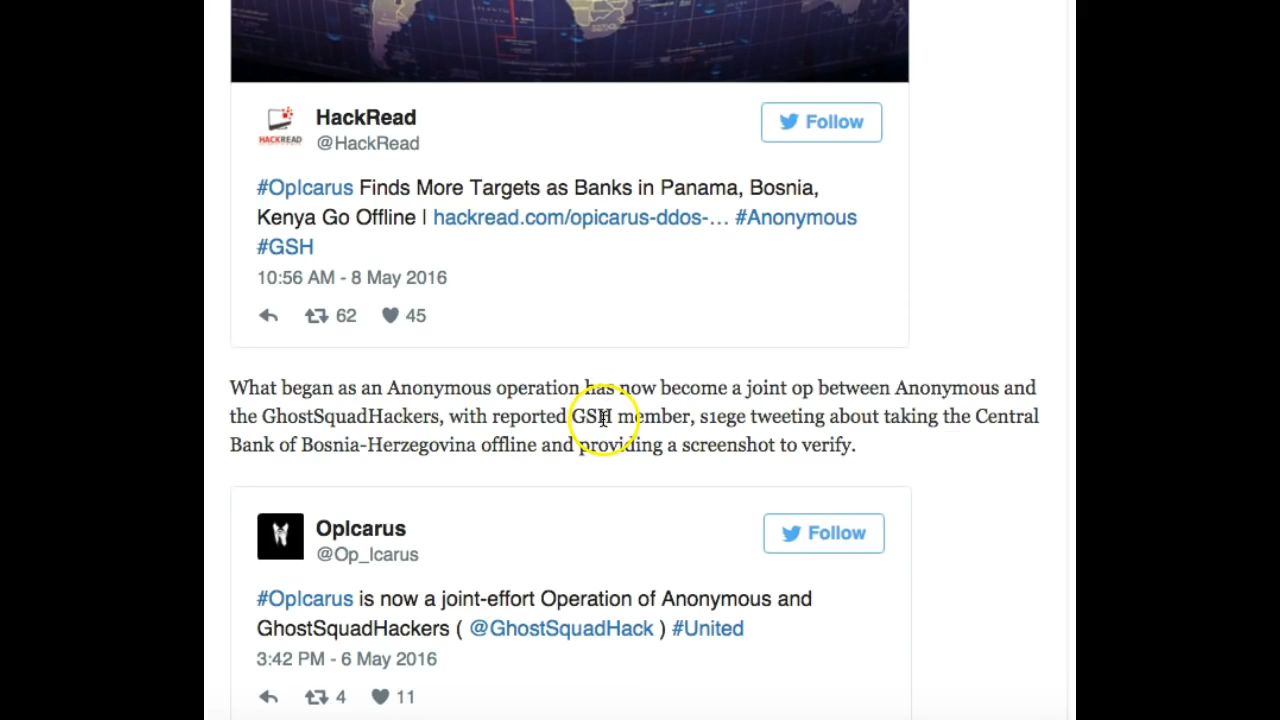 HackRead
@HackRead
Follow
HACKREAD
#OpIcarus Finds More Targets as Banks in Panama, Bosnia,
Kenya Go Offline | hackread.com/opicarus-ddos-… #Anonymous
#GSH
10:56 AM - 8 May 2016
62 45
What began as an Anonymous operation has now become a joint op between Anonymous and
the GhostSquadHackers, with reported GSH member, s1ege tweeting about taking the Central
Bank of Bosnia-Herzegovina offline and providing a screenshot to verify.
OpIcarus
@Op_Icarus
Follow
#OpIcarus is now a joint-effort Operation of Anonymous and
GhostSquadHackers ( @GhostSquadHack ) #United
3:42 PM - 6 May 2016
4 11